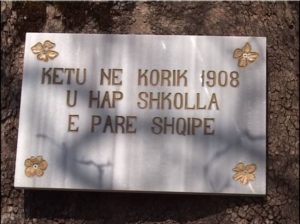 KETU NE KORIK 1908
U HAP SHKOLLA
E PARE SHQIPE